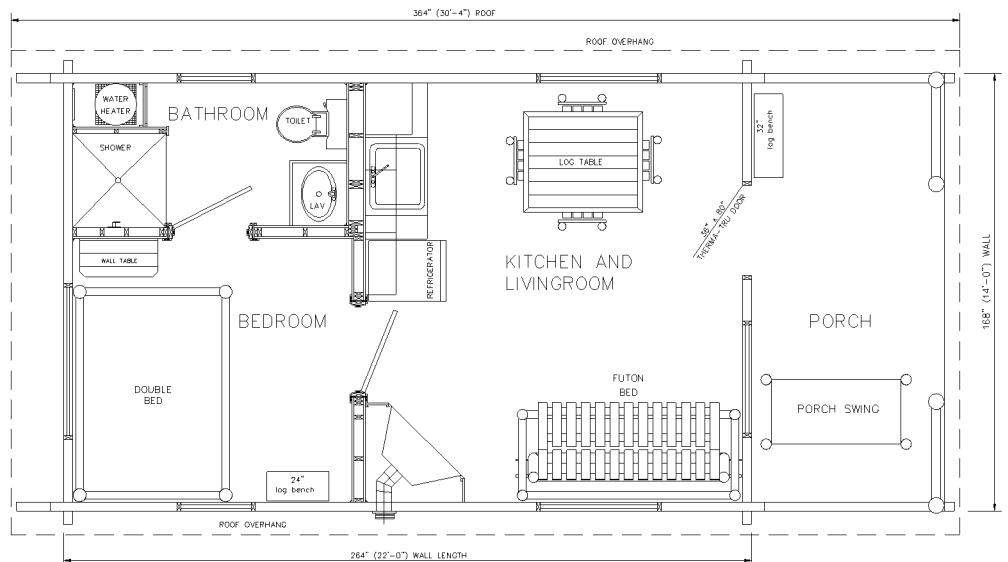 364" (30'-4") ROOF
ROOF OVERHANG
WATER
HEATER
BATHROOM
TOILET
32"
log bench
SHOWER
LOG TABLE
LAV
36" x 80"
THERMA-TRU DOOR
WALL TABLE
REFRIGERATOR
KITCHEN AND
LIVINGROOM
168" (14'-0") WALL
BEDROOM
PORCH
DOUBLE
BED
FUTON
BED
PORCH SWING
24"
log bench
ROOF OVERHANG
264" (22'-0") WALL LENGTH